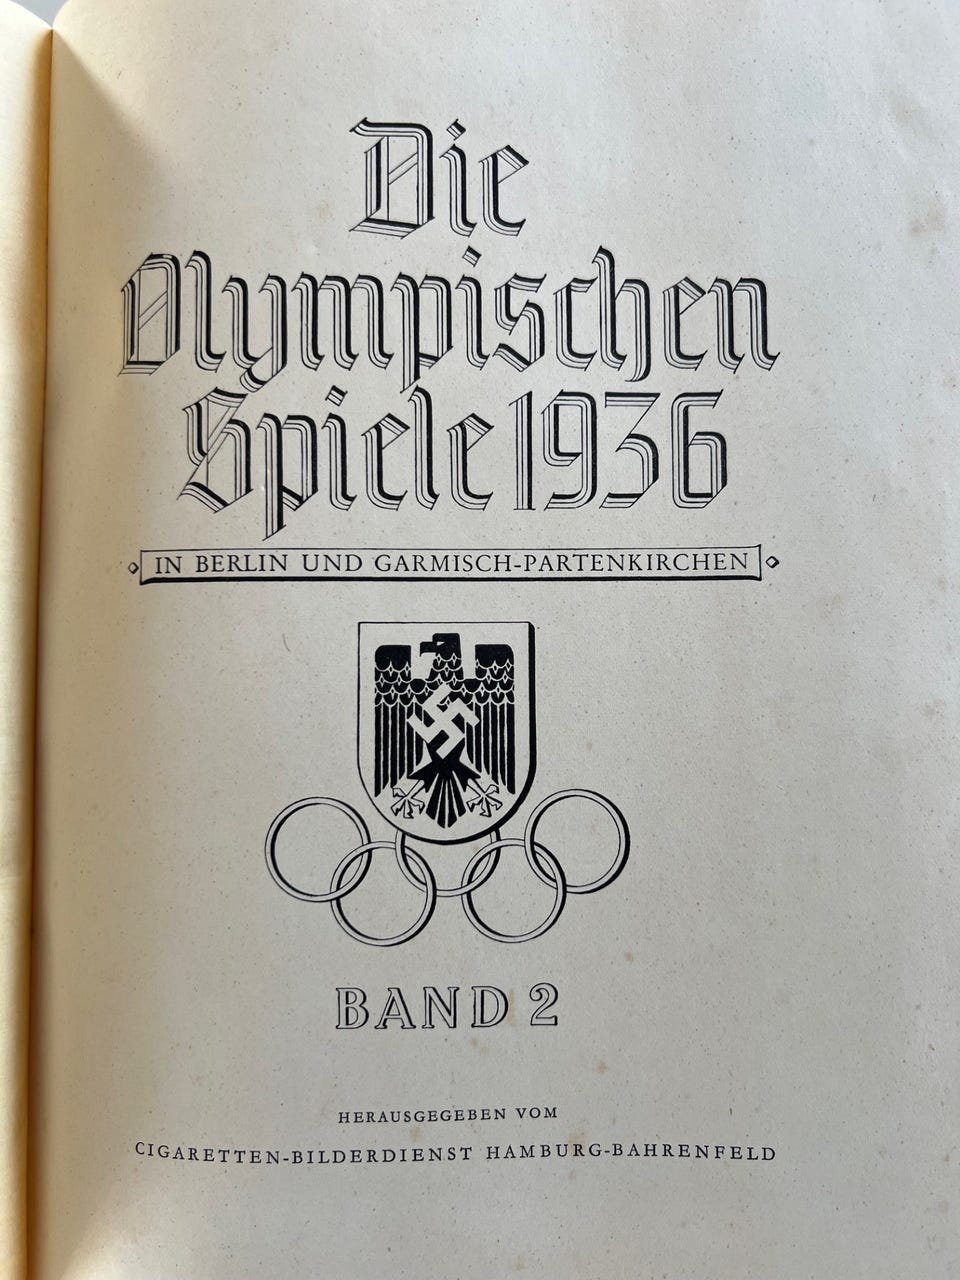 Die
Olympischen
Spiele 1936
IN BERLIN UND GARMISCH-PARTENKIRCHEN
BAND 2
HERAUSGEGEBEN VOM
CIGARETTEN-BILDERDIENST HAMBURG-BAHRENFELD